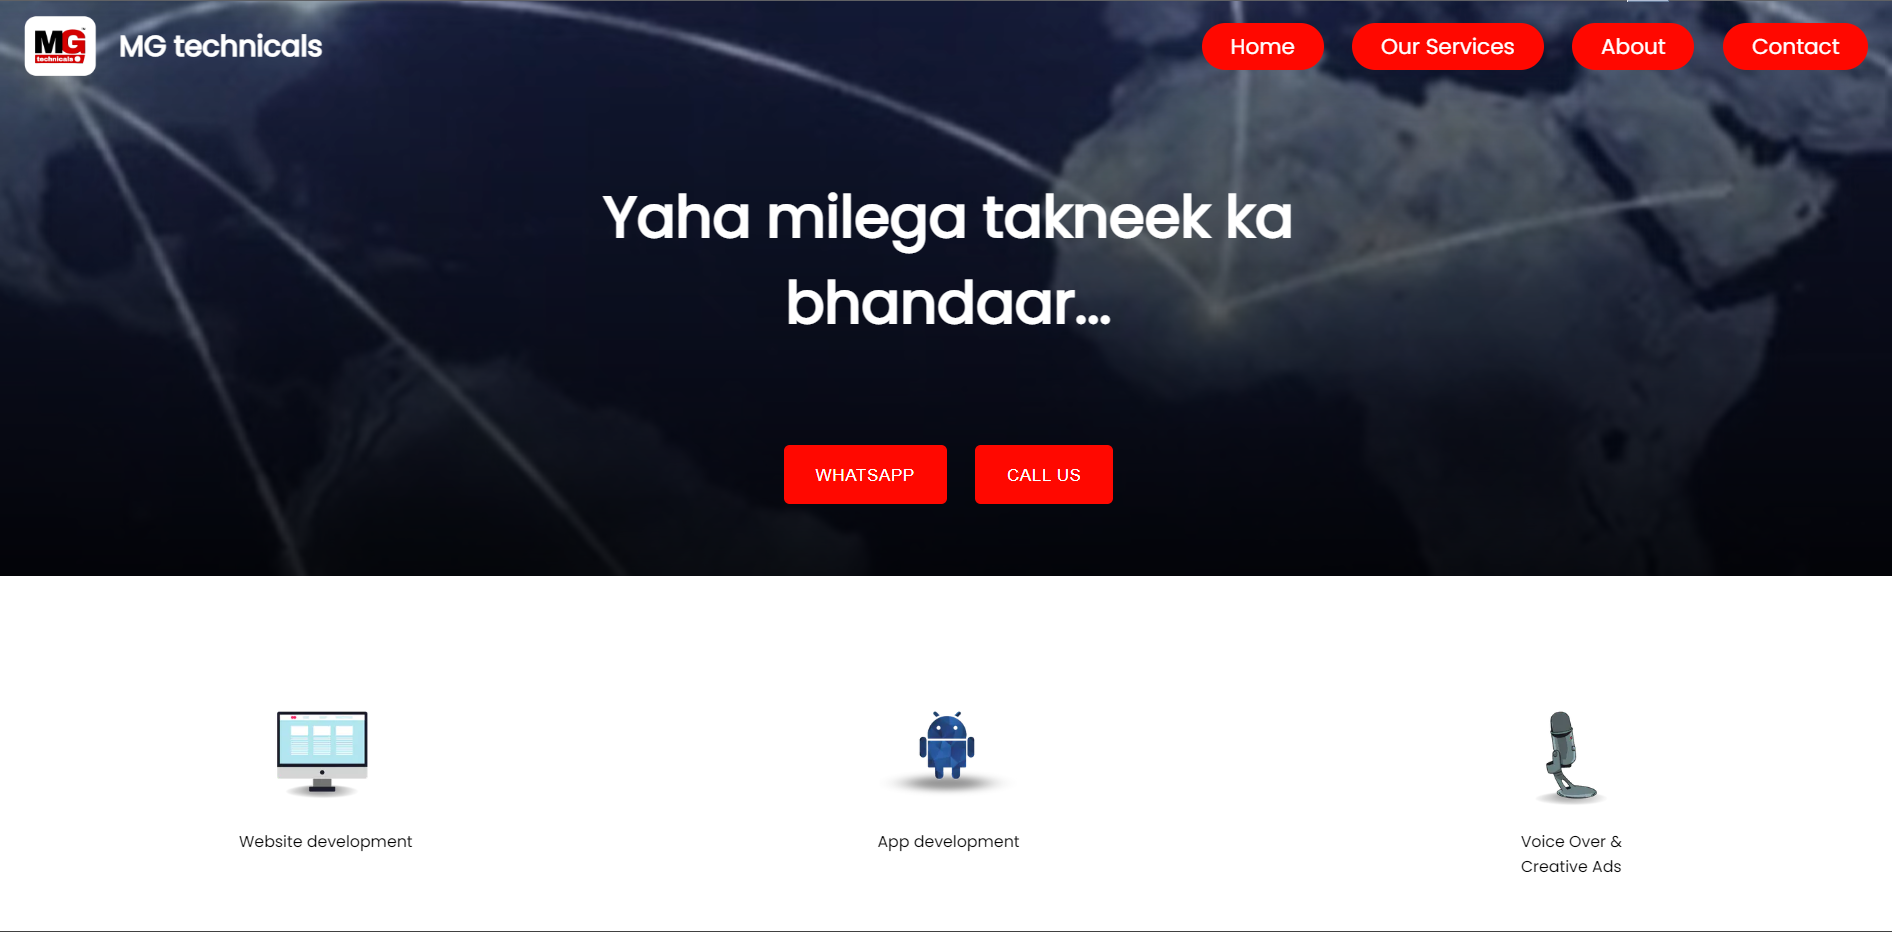 MG
technicals
MG technicals
Home
Our Services
About
Contact
Yaha milega takneek ka
bhandaar...
WHATSAPP
CALL US
Website development
App development
Voice Over &
Creative Ads